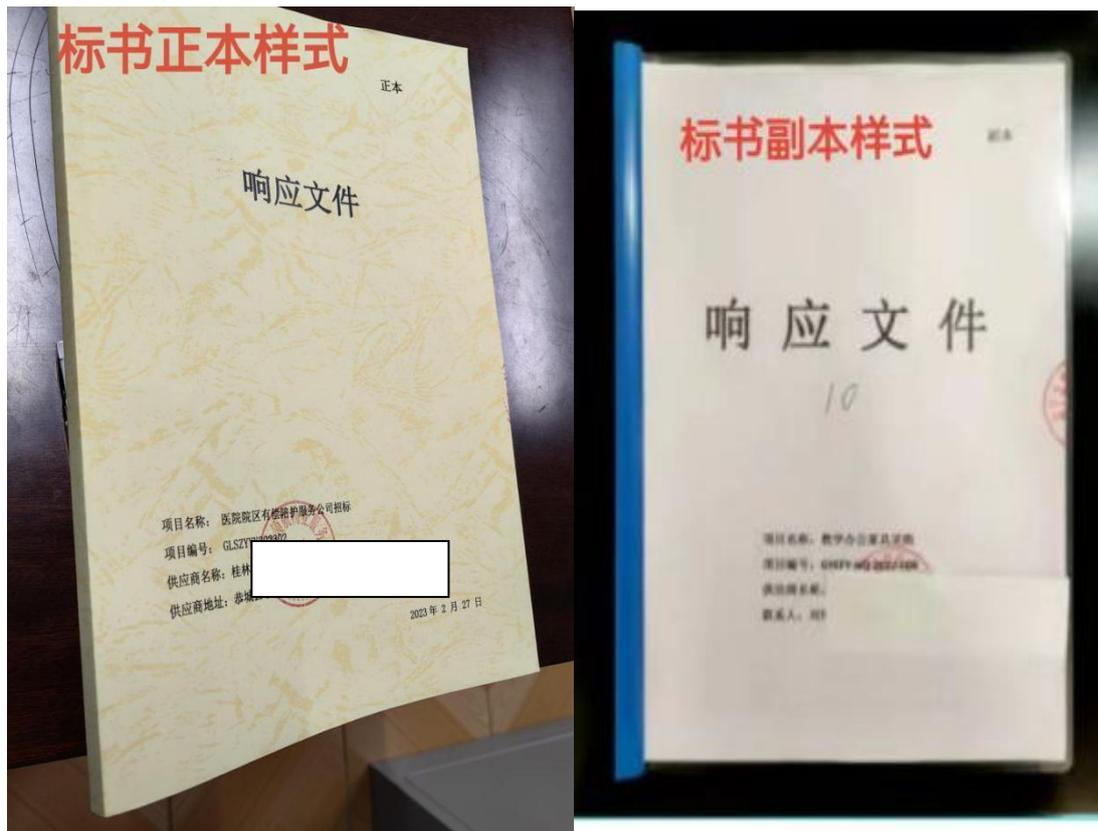 标书正本样式
正本
响应文件
项目名称： 医院院区有偿陪护服务公司招标
项目编号： GLSZY
供应商名称：桂林
供应商地址：恭城
2023 年 2 月 27 日
标书副本样式
副本
响应文件
10
项目名称：教学办公家具采购
项目编号：
供应商名称：
联系人：